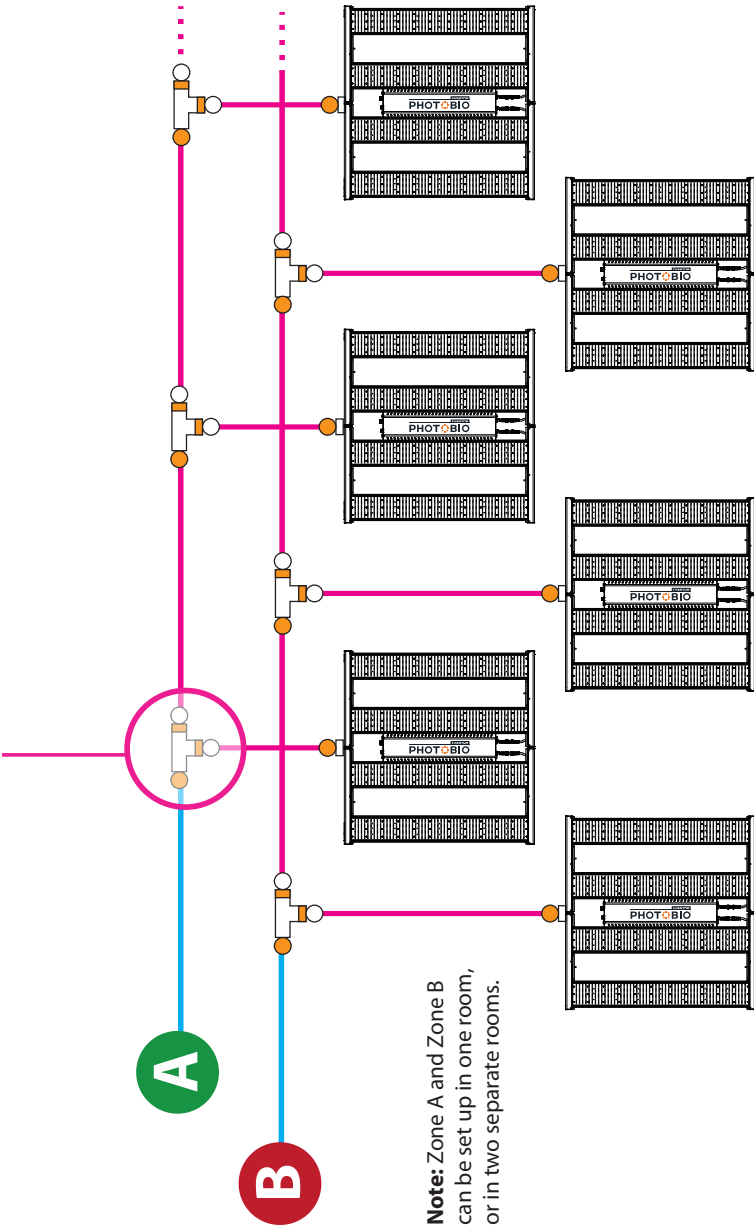 A
B
Note: Zone A and Zone B
can be set up in one room,
or in two separate rooms.
PHOTOBIO
PHOTOBIO
PHOTOBIO
PHOTOBIO
PHOTOBIO
PHOTOBIO